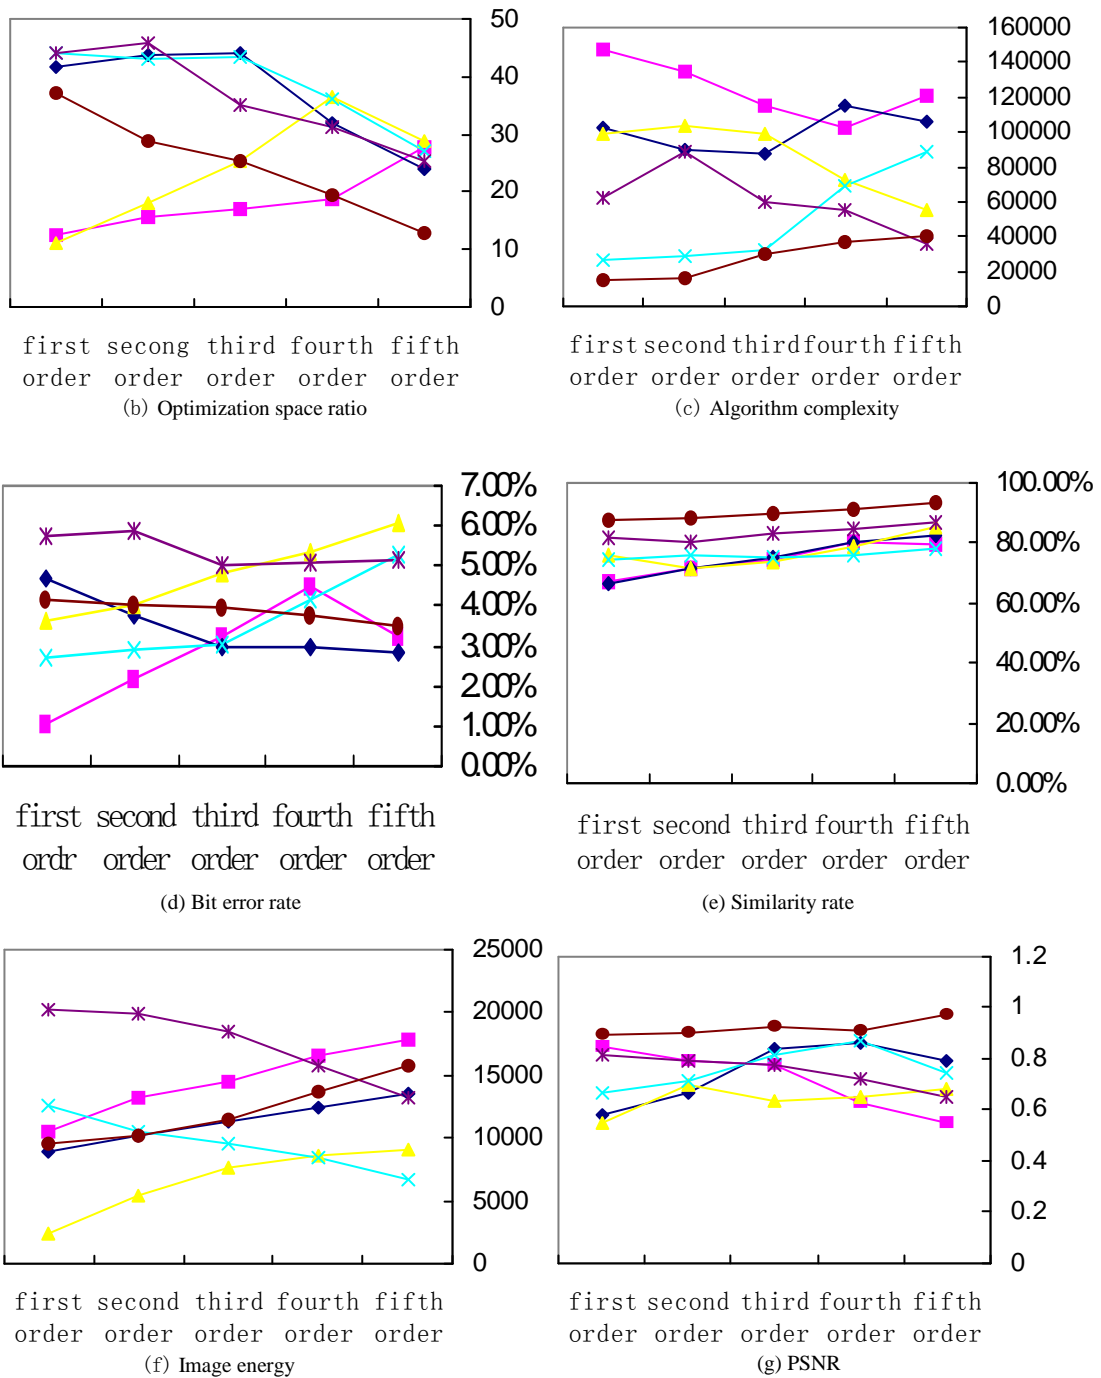 50
40
30
20
10
0
first secong third fourth fifth
order order order order order
(b) Optimization space ratio
160000
140000
120000
100000
80000
60000
40000
20000
0
first second third fourth fifth
order order order order order
(c) Algorithm complexity
7.00%
6.00%
5.00%
4.00%
3.00%
2.00%
1.00%
0.00%
first second third fourth fifth
ordr order order order order
(d) Bit error rate
100.00%
80.00%
60.00%
40.00%
20.00%
0.00%
first second third fourth fifth
order order order order order
(e) Similarity rate
25000
20000
15000
10000
5000
0
first second third fourth fifth
order order order order order
(f) Image energy
1.2
1
0.8
0.6
0.4
0.2
0
first second third fourth fifth
order order order order order
(g) PSNR